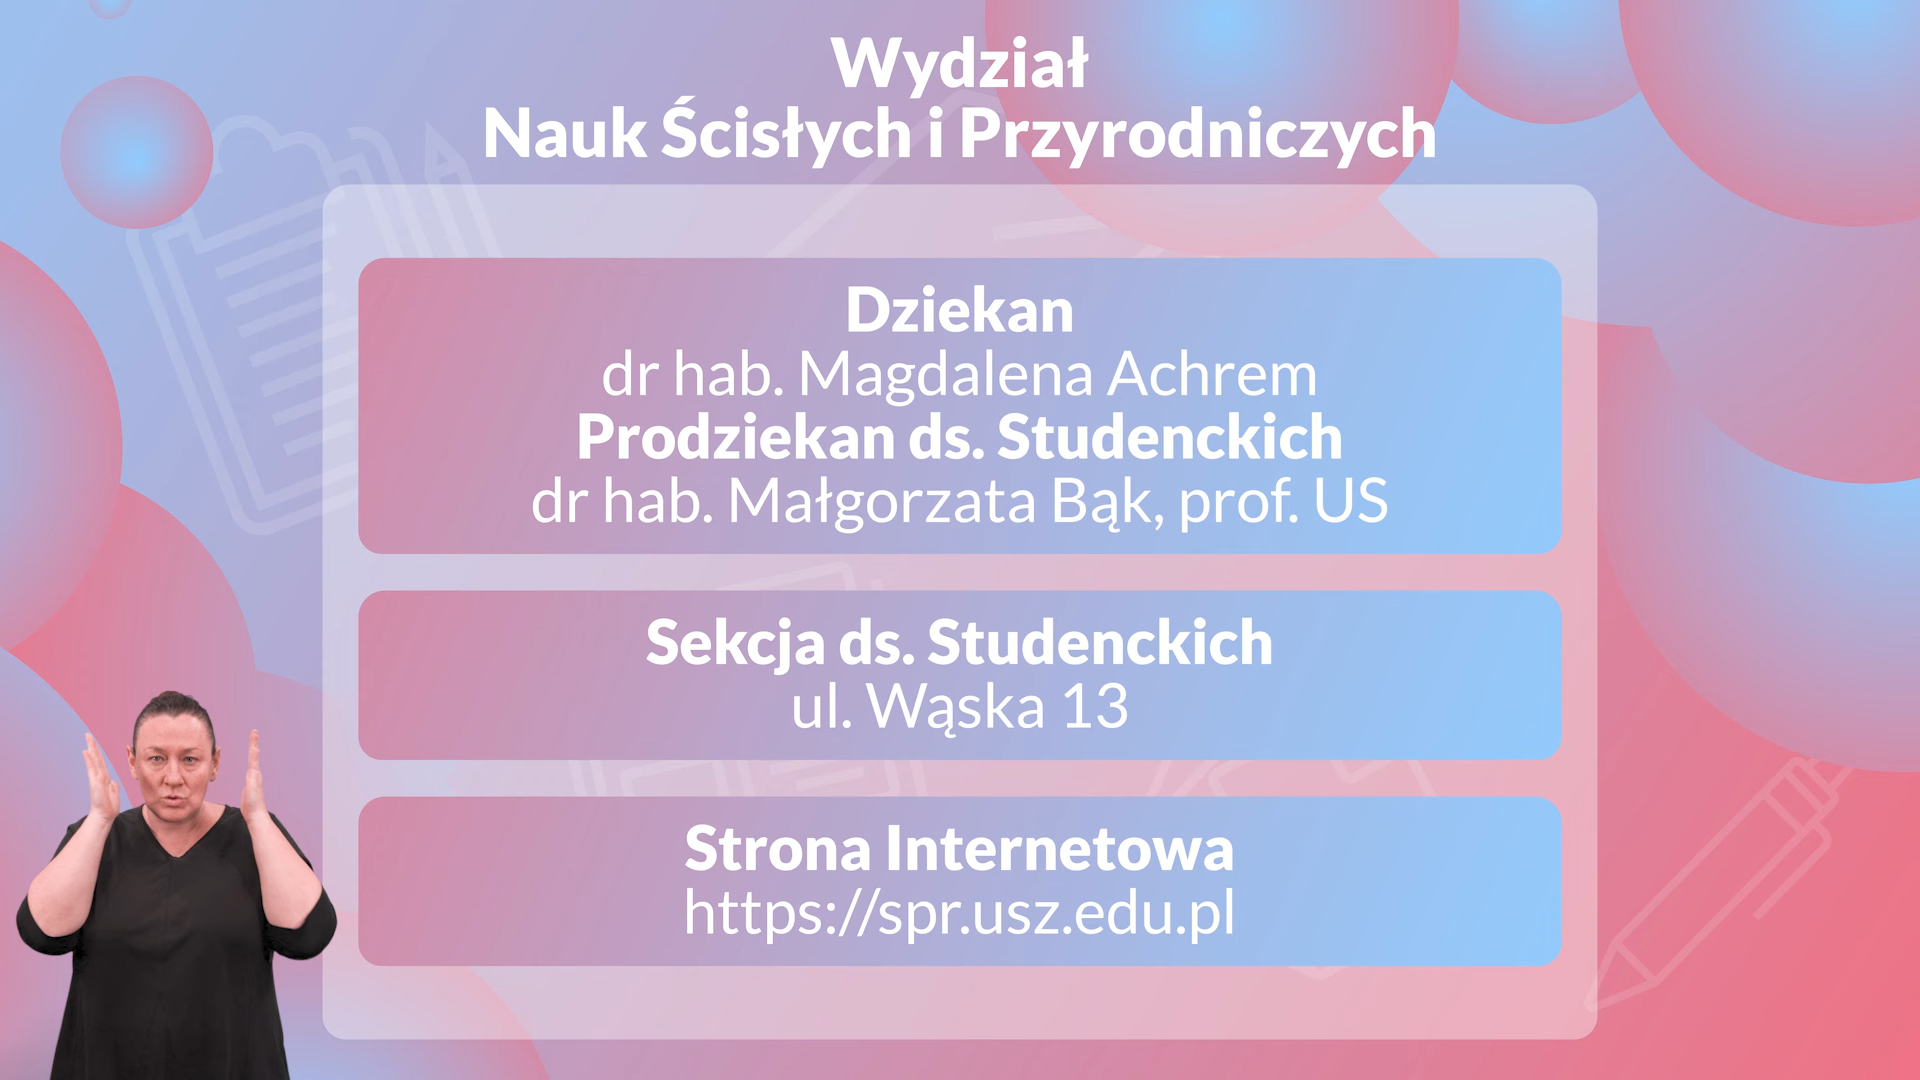 Wydział
Nauk Ścisłych i Przyrodniczych
Dziekan
dr hab. Magdalena Achrem
Prodziekan ds. Studenckich
dr hab. Małgorzata Bąk, prof. US
Sekcja ds. Studenckich
ul. Wąska 13
Strona Internetowa
https://spr.usz.edu.pl